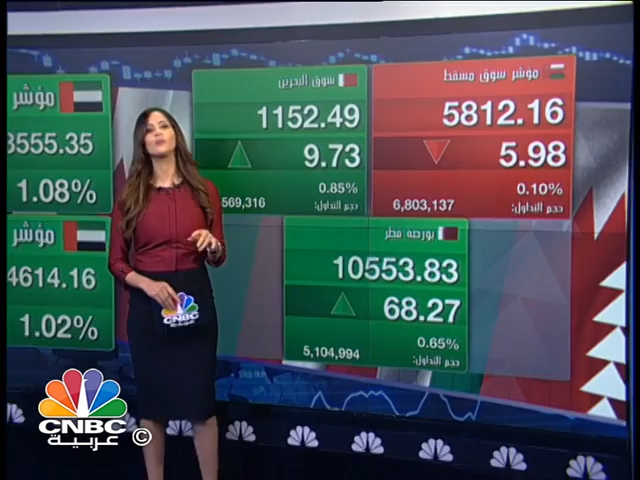 مؤشر
3555.35
1.08%
مؤشر
4614.16
1.02%
سوق البحرين
1152.49
9.73
0.85%
حجم التداول:
569,316
مؤشر سوق مسقط
5812.16
5.98
0.10%
حجم التداول:
6,803,137
بورصة قطر
10553.83
68.27
0.65%
حجم التداول:
5,104,994
CNBC
CNBC
عربية ©